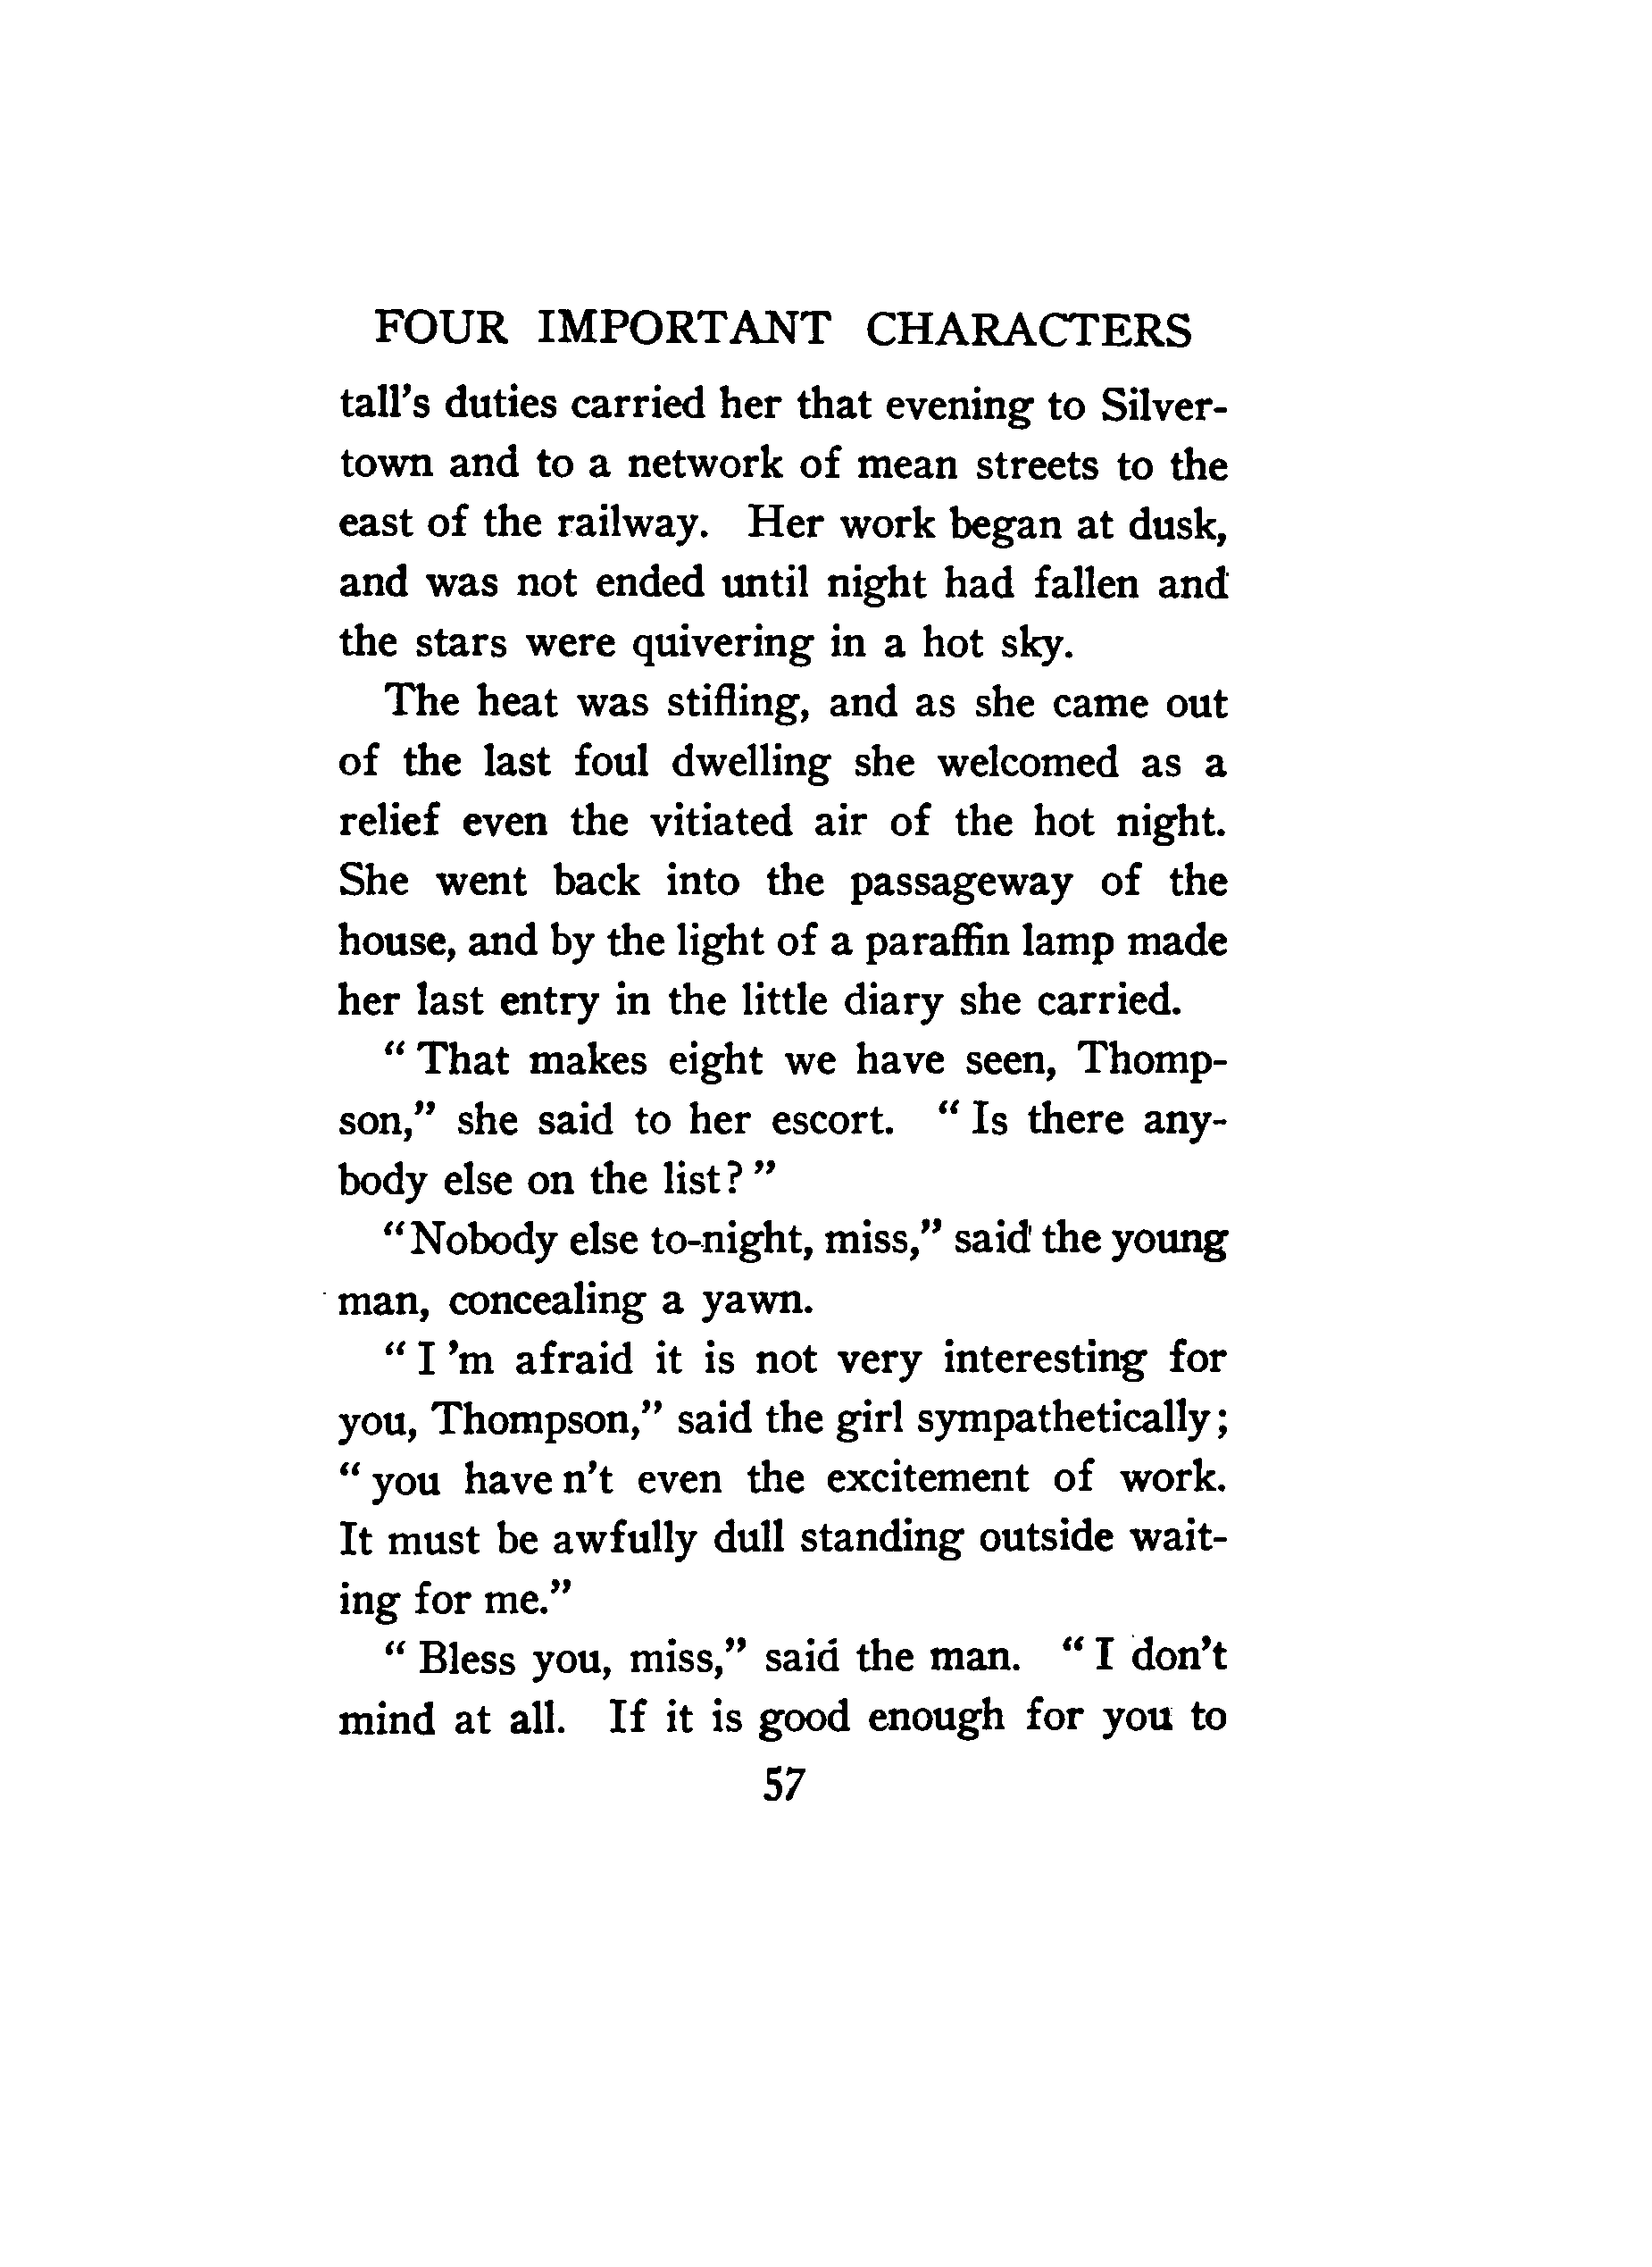 FOUR IMPORTANT CHARACTERS
tall's duties carried her that evening to Silver-
town and to a network of mean streets to the
east of the railway. Her work began at dusk,
and was not ended until night had fallen and
the stars were quivering in a hot sky.
The heat was stifling, and as she came out
of the last foul dwelling she welcomed as a
relief even the vitiated air of the hot night.
She went back into the passageway of the
house, and by the light of a paraffin lamp made
her last entry in the little diary she carried.
“ That makes eight we have seen, Thomp-
son,” she said to her escort. “ Is there any-
body else on the list? ”
“Nobody else to-night, miss,” said the young
man, concealing a yawn.
“ I 'm afraid it is not very interesting for
you, Thompson,” said the girl sympathetically;
“ you have n't even the excitement of work.
It must be awfully dull standing outside wait-
ing for me.”
“ Bless you, miss,” said the man. “ I don't
mind at all. If it is good enough for you to
57